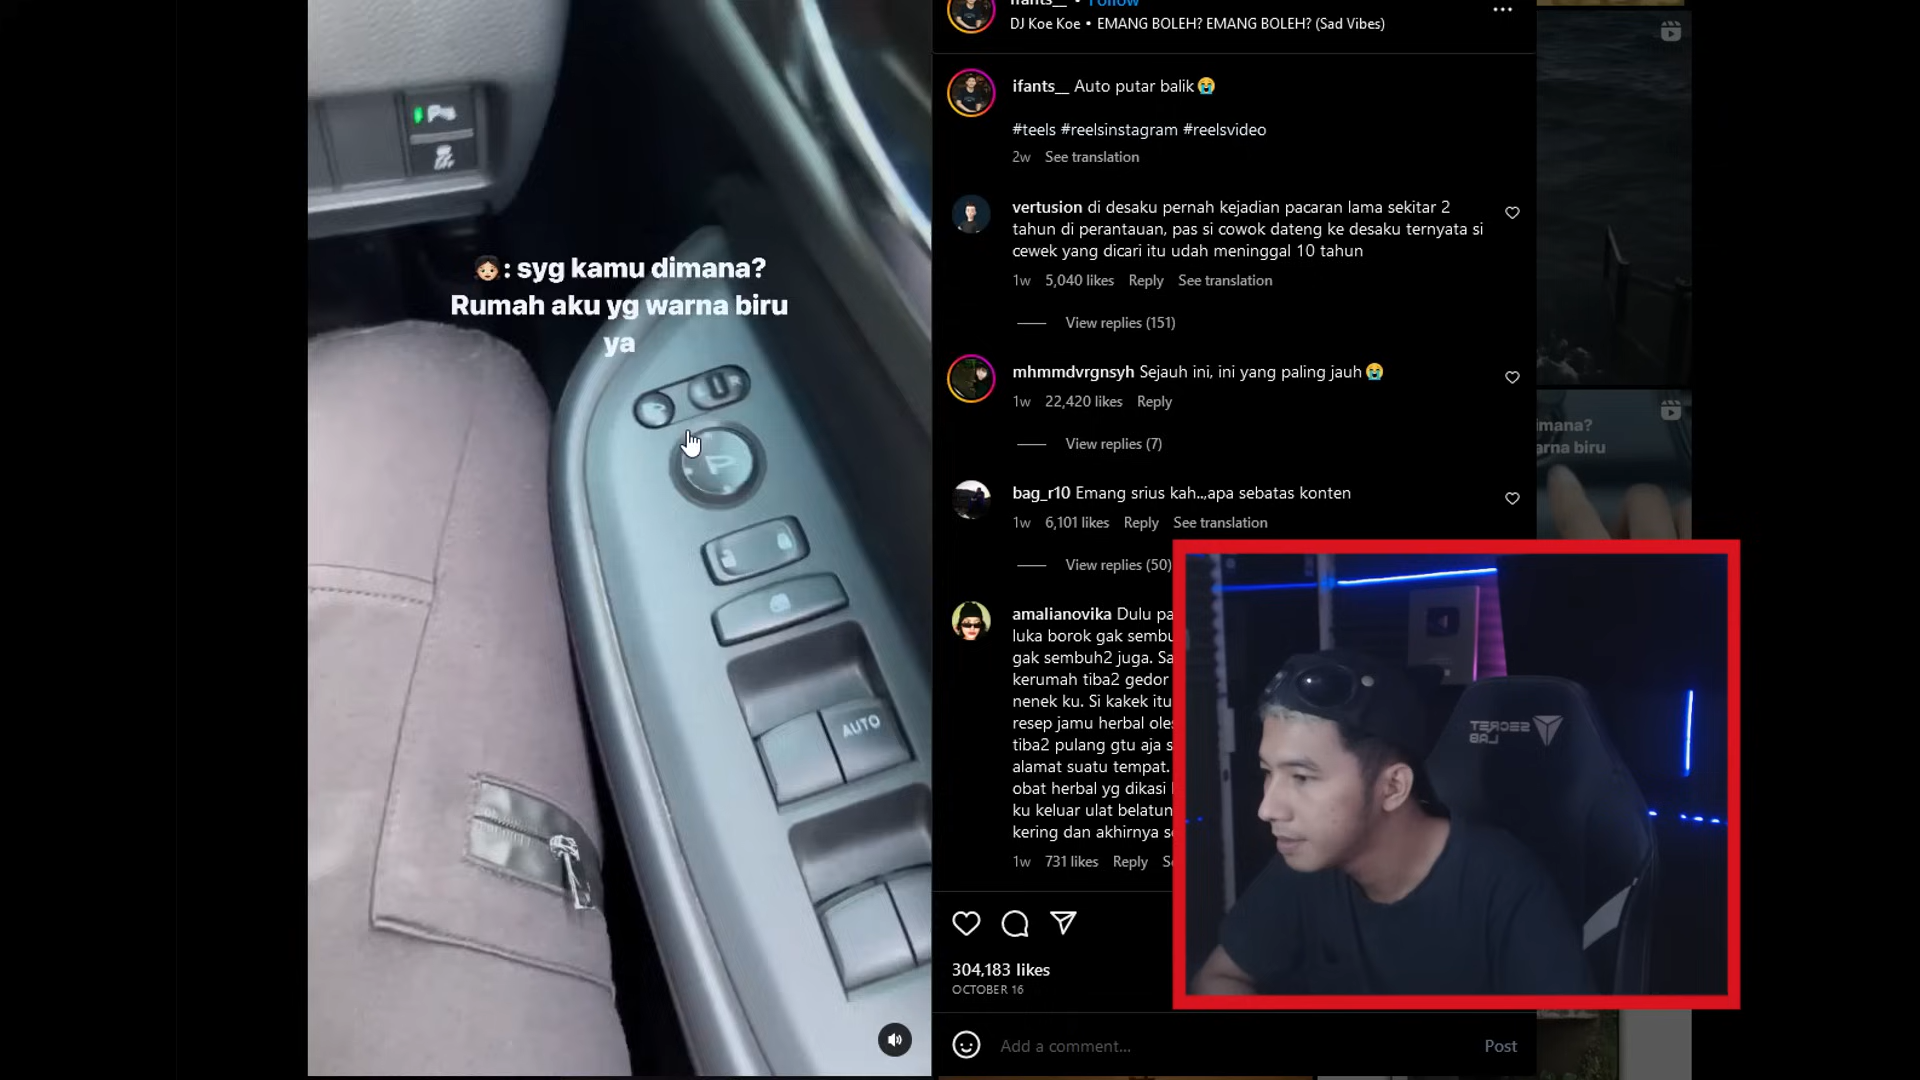 DJ Koe Koe • EMANG BOLEH? EMANG BOLEH? (Sad Vibes)
ifants__ Auto putar balik😭
#teels #reelsinstagram #reelsvideo
2w See translation
👧: syg kamu dimana?
Rumah aku yg warna biru
ya
AUTO
vertusion di desaku pernah kejadian pacaran lama sekitar 2
tahun di perantauan, pas si cowok dateng ke desaku ternyata si
cewek yang dicari itu udah meninggal 10 tahun
1w 5,040 likes Reply See translation
View replies (151)
mhmmdvrgnsyh Sejauh ini, ini yang paling jauh😭
1w 22,420 likes Reply
View replies (7)
bag_r10 Emang srius kah..,apa sebatas konten
1w 6,101 likes Reply See translation
View replies (50)
amalianovika Dulu pa
luka borok gak sembu
gak sembuh2 juga. Sa
kerumah tiba2 gedor
nenek ku. Si kakek itu
resep jamu herbal oles
tiba2 pulang gtu aja s
alamat suatu tempat.
obat herbal yg dikasi
ku keluar ulat belatun
kering dan akhirnya s
1w 731 likes Reply
304,183 likes
OCTOBER 16
Add a comment...
Post
imana?
arna biru
SECRET
LAB